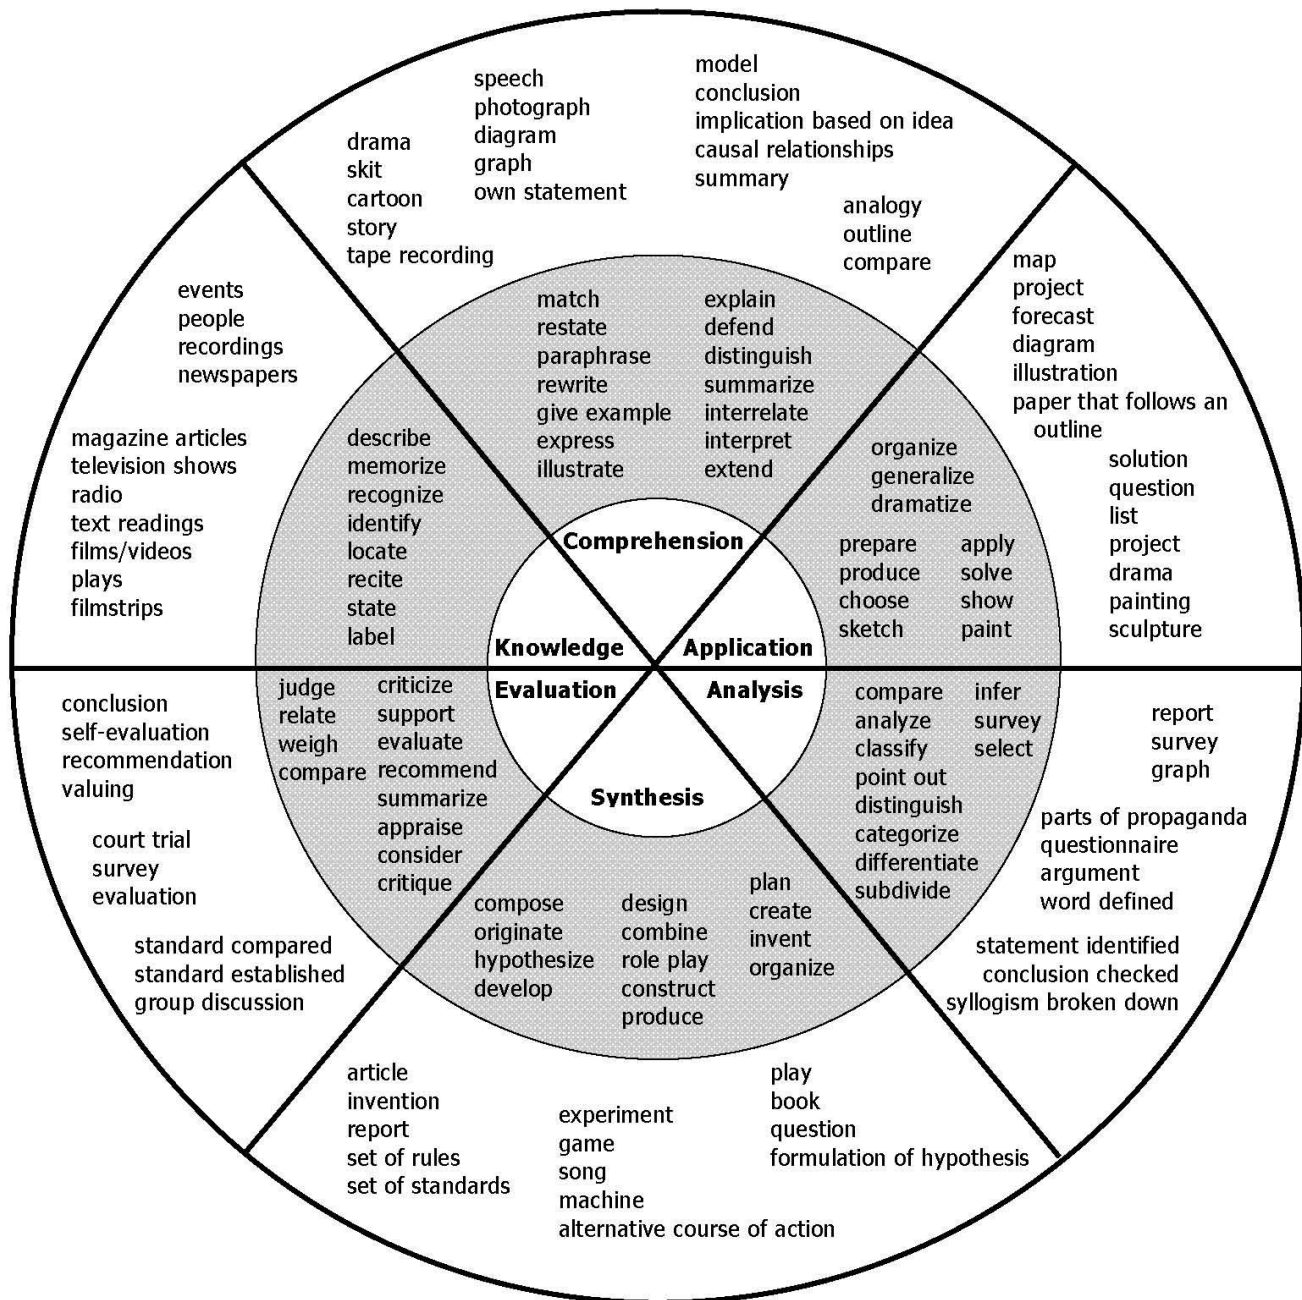 speech
photograph
diagram
graph
own statement
model
conclusion
implication based on idea
causal relationships
summary
drama
skit
cartoon
story
tape recording
analogy
outline
compare
match
restate
paraphrase
rewrite
give example
express
illustrate
explain
defend
distinguish
summarize
interrelate
interpret
extend
Comprehension
events
people
recordings
newspapers
magazine articles
television shows
radio
text readings
films/videos
plays
filmstrips
describe
memorize
recognize
identify
locate
recite
state
label
Knowledge
map
project
forecast
diagram
illustration
paper that follows an
outline
solution
question
list
project
drama
painting
sculpture
organize
generalize
dramatize
prepare
produce
choose
sketch
apply
solve
show
paint
Application
Evaluation
judge
relate
weigh
compare
criticize
support
evaluate
recommend
summarize
appraise
consider
critique
conclusion
self-evaluation
recommendation
valuing
court trial
survey
evaluation
standard compared
standard established
group discussion
Analysis
compare
analyze
classify
point out
distinguish
categorize
differentiate
subdivide
infer
survey
select
report
survey
graph
parts of propaganda
questionnaire
argument
word defined
statement identified
conclusion checked
syllogism broken down
Synthesis
compose
originate
hypothesize
develop
design
combine
role play
construct
produce
plan
create
invent
organize
article
invention
report
set of rules
set of standards
experiment
game
song
machine
alternative course of action
play
book
question
formulation of hypothesis